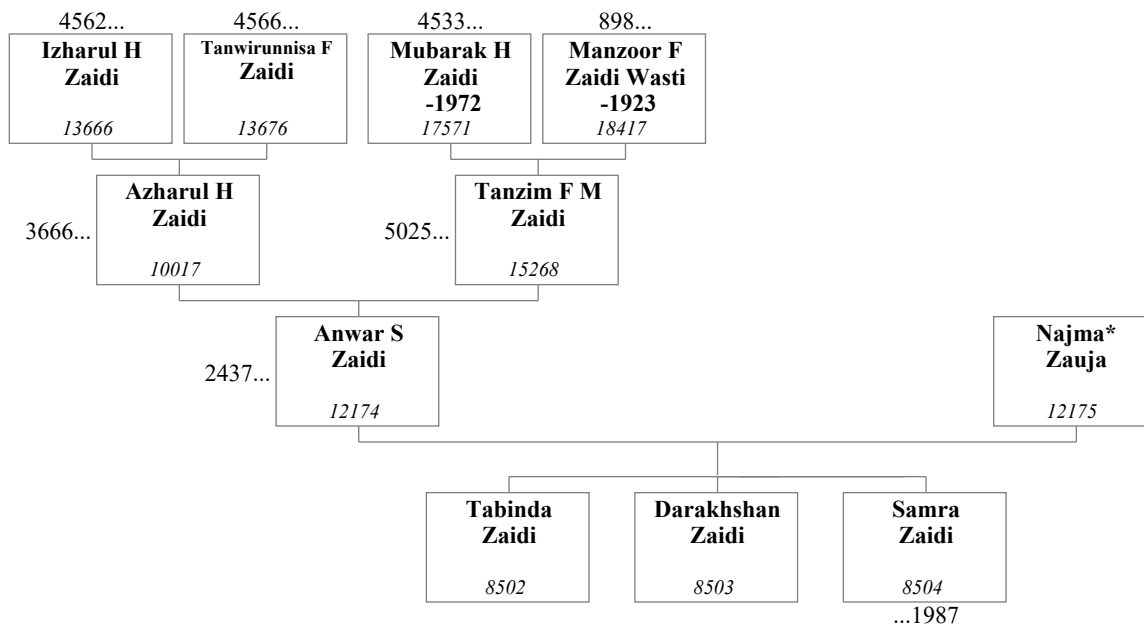 4562...
4566...
4533...
898...
Izharul H
Zaidi
13666
Tanwirunnisa F
Zaidi
13676
Mubarak H
Zaidi
-1972
17571
Manzoor F
Zaidi Wasti
-1923
18417
3666...
Azharul H
Zaidi
10017
5025...
Tanzim F M
Zaidi
15268
2437...
Anwar S
Zaidi
12174
Najma*
Zauja
12175
Tabinda
Zaidi
8502
Darakhshan
Zaidi
8503
Samra
Zaidi
8504
...1987